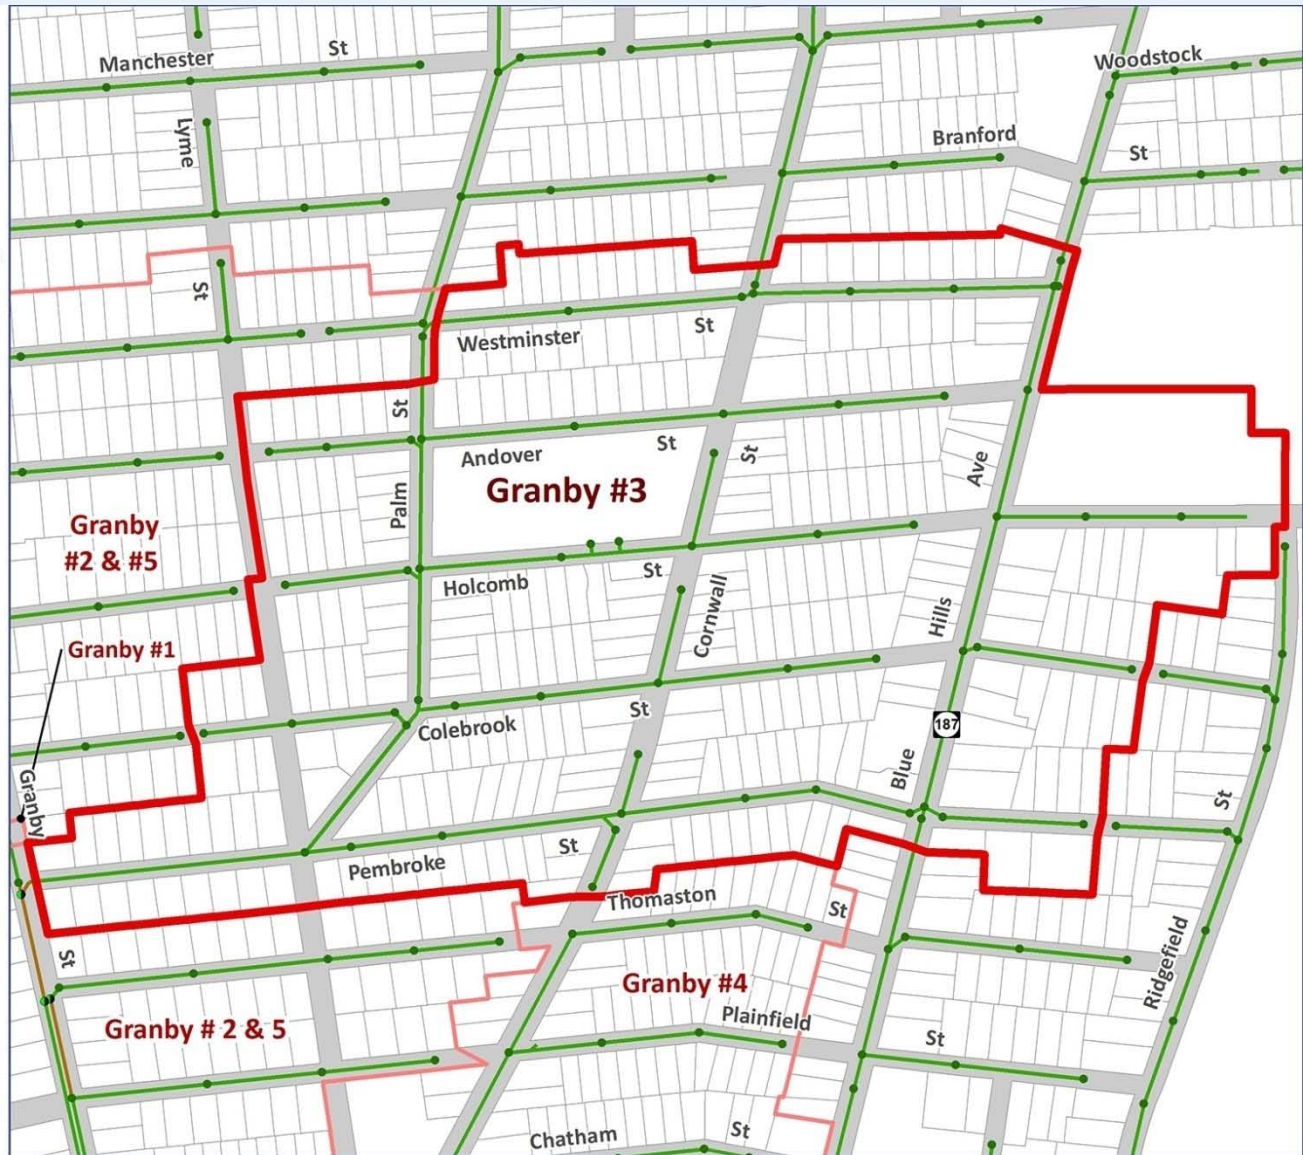 Manchester
St
Woodstock
Lyme
Branford
St
St
Westminster
St
St
Andover
St
St
Ave
Granby #3
Palm
Granby
#2 & #5
Holcomb
St
Cornwall
Hills
Granby #1
Colebrook
St
187
Blue
Granby
St
Pembroke
St
Thomaston
St
St
Ridgefield
Granby #4
Granby # 2 & 5
Plainfield
St
Chatham
St